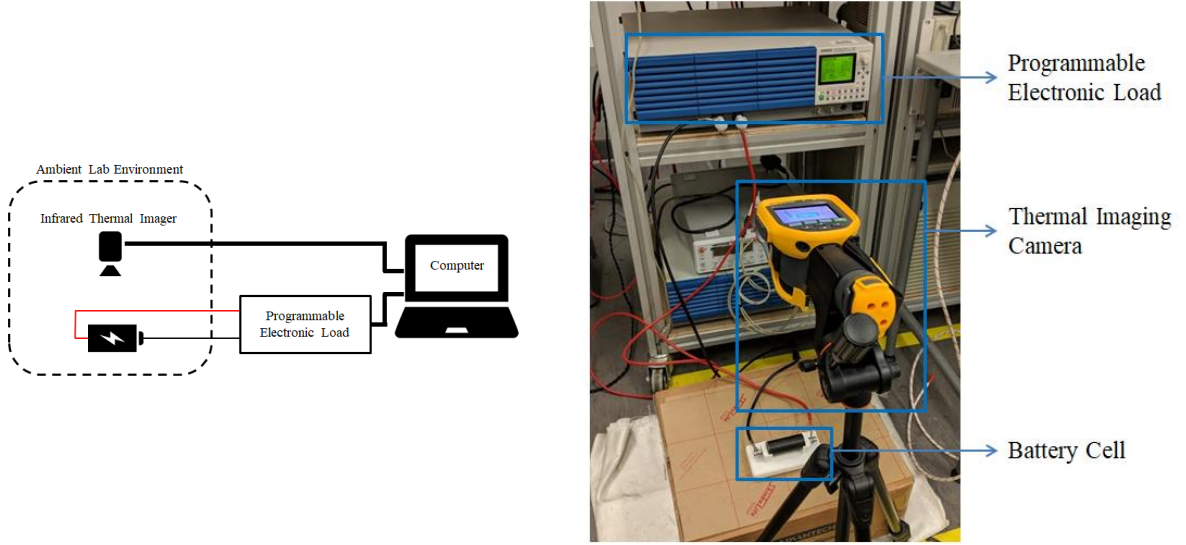 Ambient Lab Environment
Infrared Thermal Imager
Computer
Programmable
Electronic Load
Programmable
Electronic Load
Thermal Imaging
Camera
Battery Cell